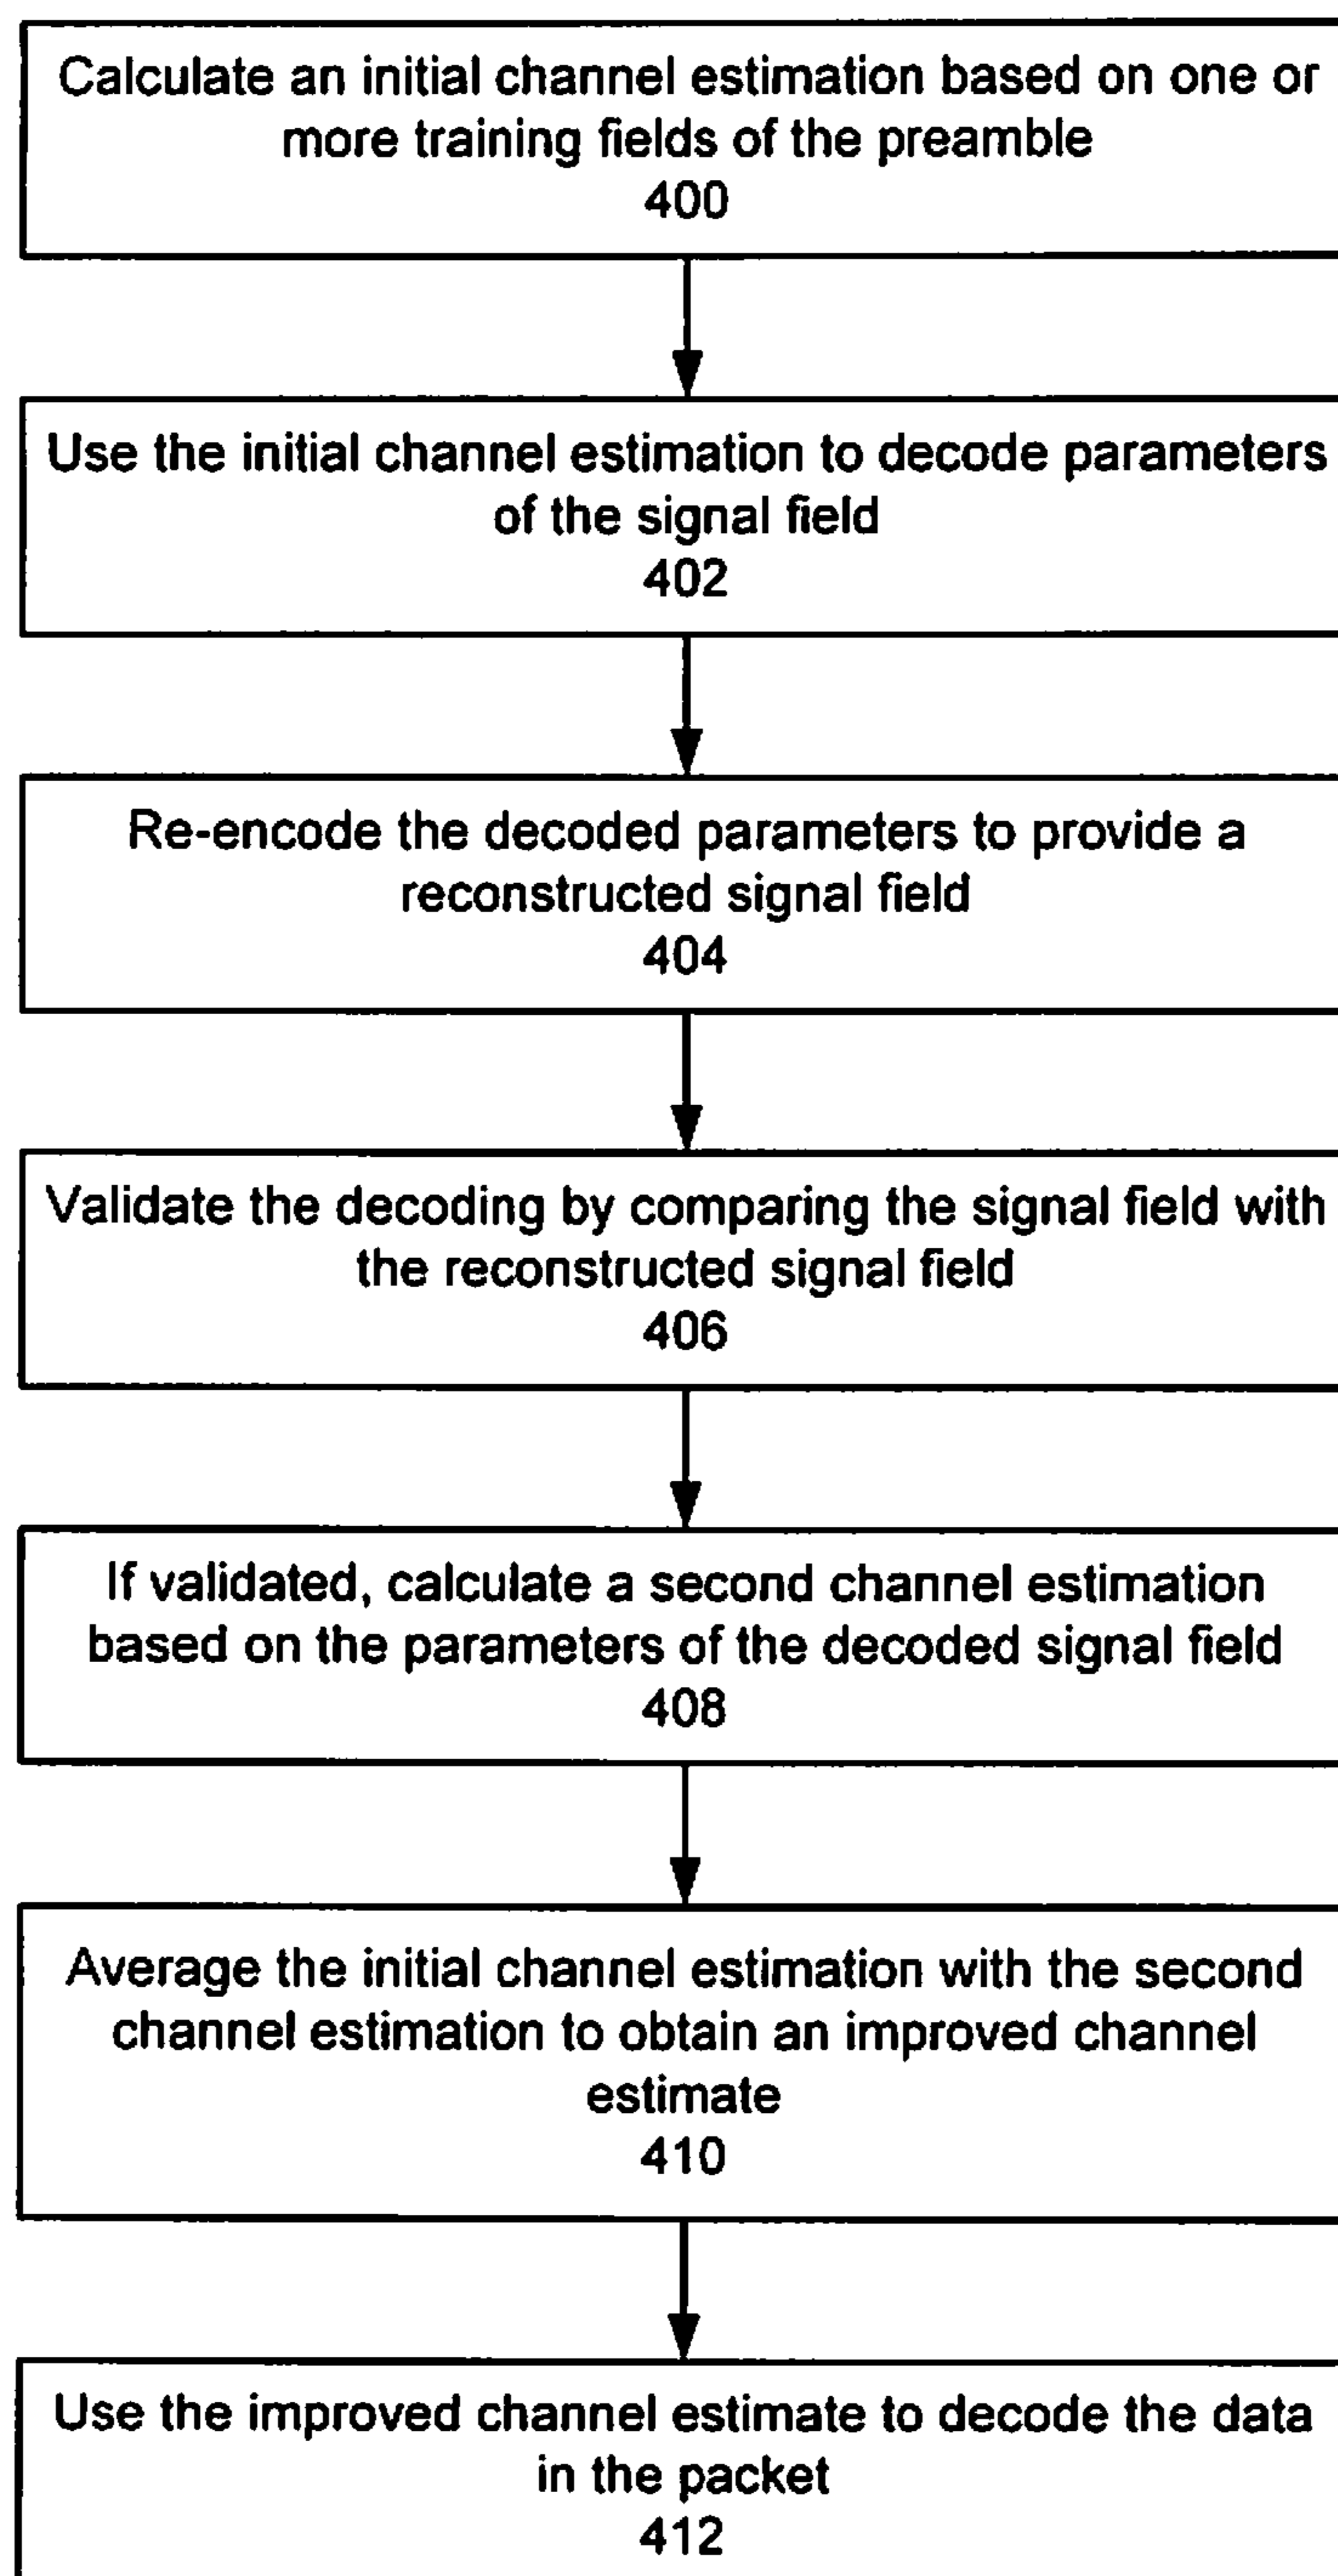 Calculate an initial channel estimation based on one or
more training fields of the preamble
400
Use the initial channel estimation to decode parameters
of the signal field
402
Re-encode the decoded parameters to provide a
reconstructed signal field
404
Validate the decoding by comparing the signal field with
the reconstructed signal field
406
If validated, calculate a second channel estimation
based on the parameters of the decoded signal field
408
Average the initial channel estimation with the second
channel estimation to obtain an improved channel
estimate
410
Use the improved channel estimate to decode the data
in the packet
412